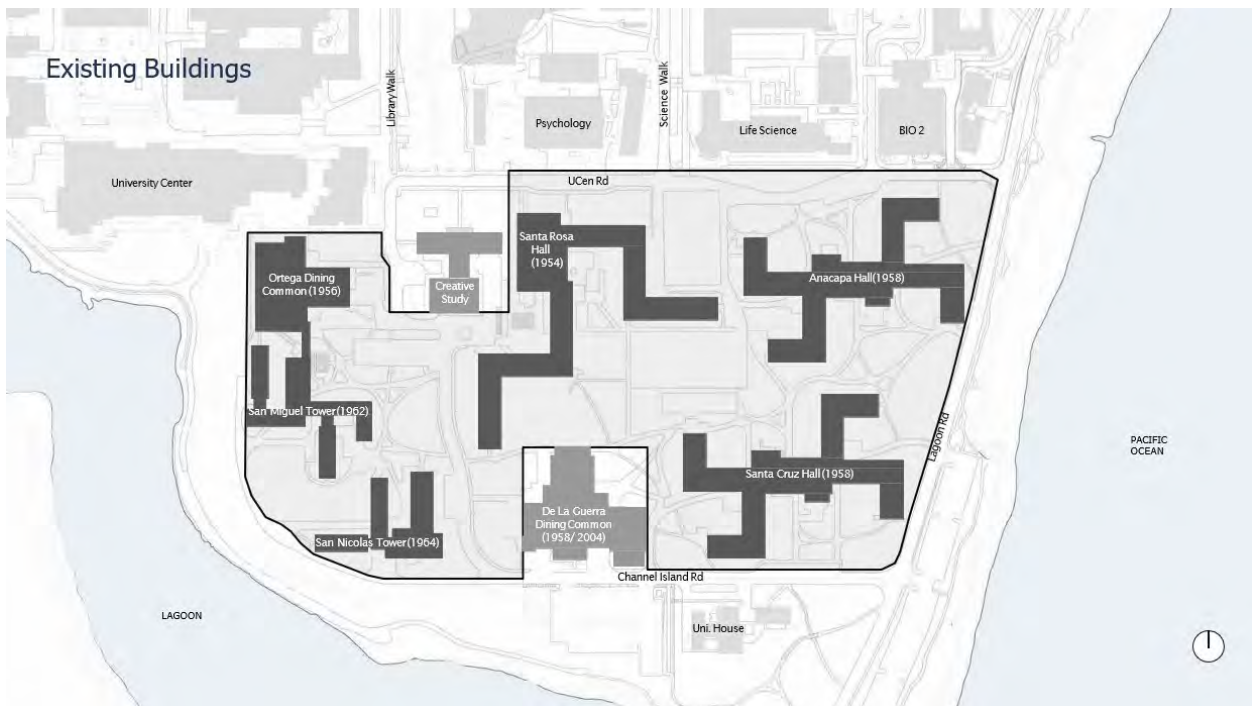 Existing Buildings
Library Walk
Science Walk
Psychology
Life Science
BIO 2
University Center
UCen Rd
Santa Rosa
Hall
(1954)
Ortega Dining
Common (1956)
Creative
Study
Anacapa Hall(1958)
San Miguel Tower(1962)
Lagoon Rd
PACIFIC
OCEAN
Santa Cruz Hall(1958)
De La Guerra
Dining Common
(1958/ 2004)
San Nicolas Tower(1964)
Channel Island Rd
LAGOON
Uni. House